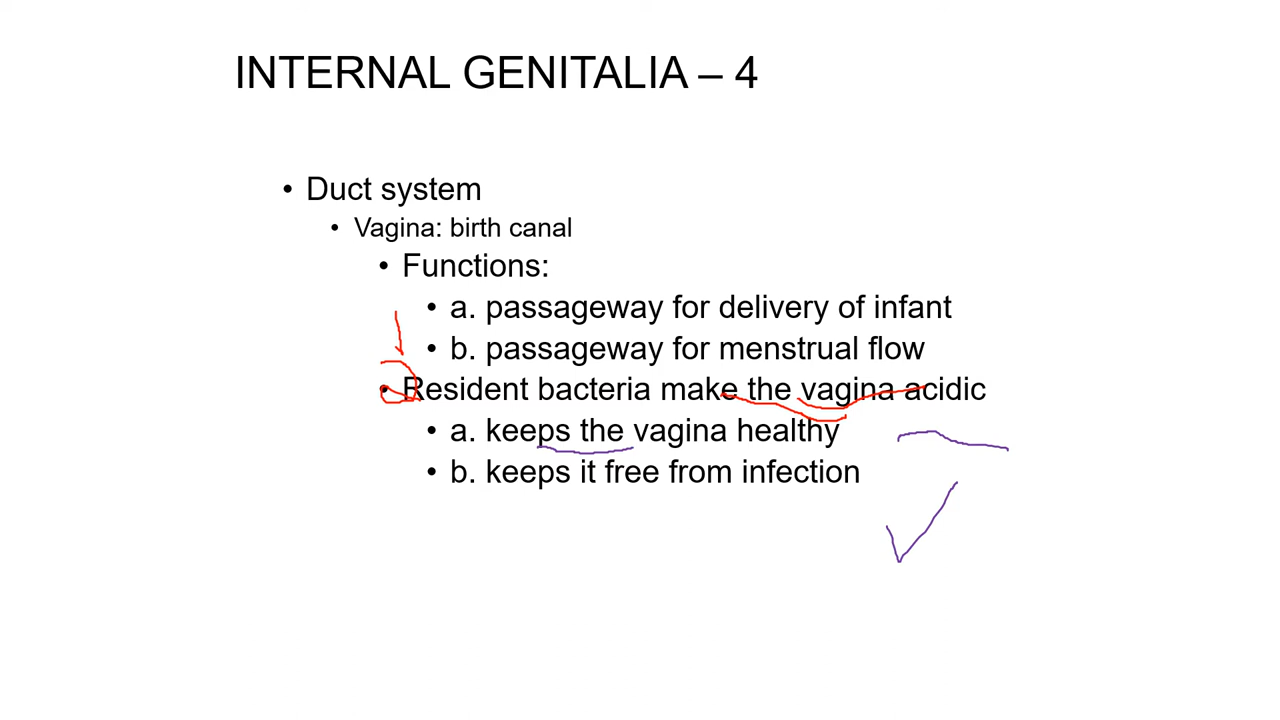 INTERNAL GENITALIA – 4
• Duct system
• Vagina: birth canal
• Functions:
• a. passageway for delivery of infant
• b. passageway for menstrual flow
• Resident bacteria make the vagina acidic
• a. keeps the vagina healthy
• b. keeps it free from infection